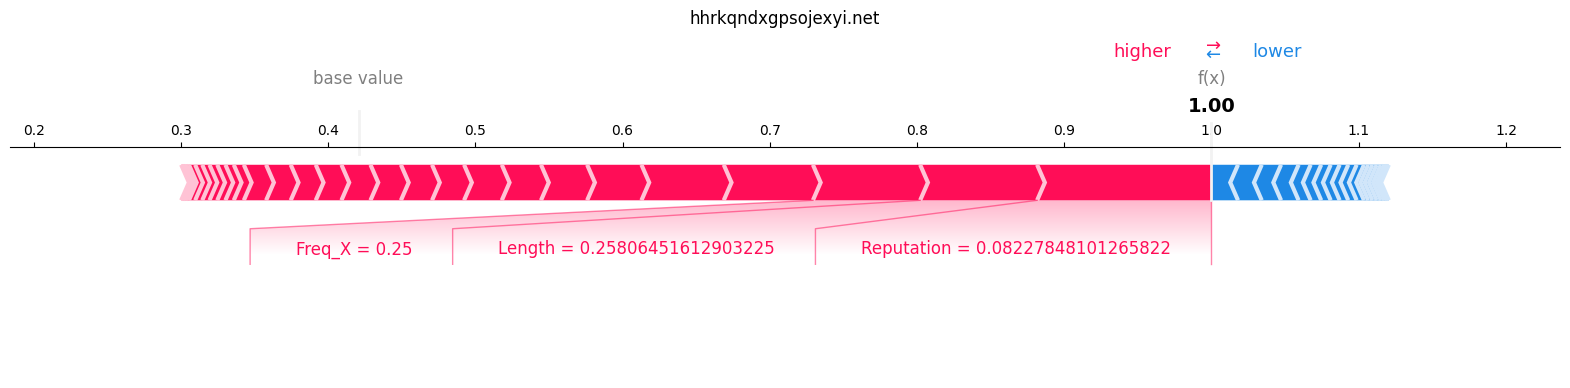 hhrkqndxgpsojexyi.net
higher ⇄ lower
base value
f(x)
1.00
0.2 0.3 0.4 0.5 0.6 0.7 0.8 0.9 1.0 1.1 1.2
Freq_X = 0.25 Length = 0.25806451612903225 Reputation = 0.08227848101265822